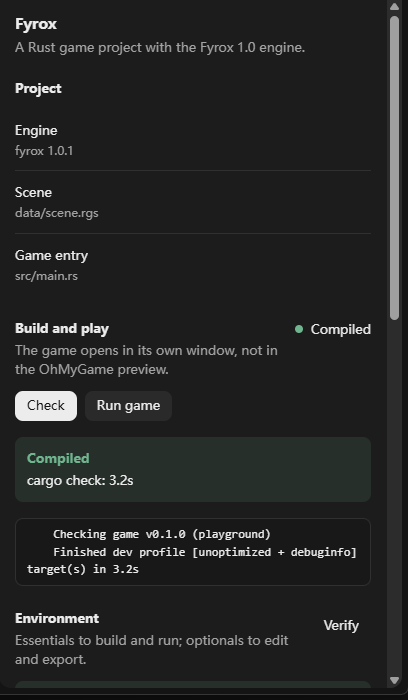 Fyrox
A Rust game project with the Fyrox 1.0 engine.
Project
Engine
fyrox 1.0.1
Scene
data/scene.rgs
Game entry
src/main.rs
Build and play
Compiled
The game opens in its own window, not in
the OhMyGame preview.
Check
Run game
Compiled
cargo check: 3.2s
Checking game v0.1.0 (playground)
Finished dev profile [unoptimized + debuginfo]
target(s) in 3.2s
Environment
Verify
Essentials to build and run; optionals to edit
and export.